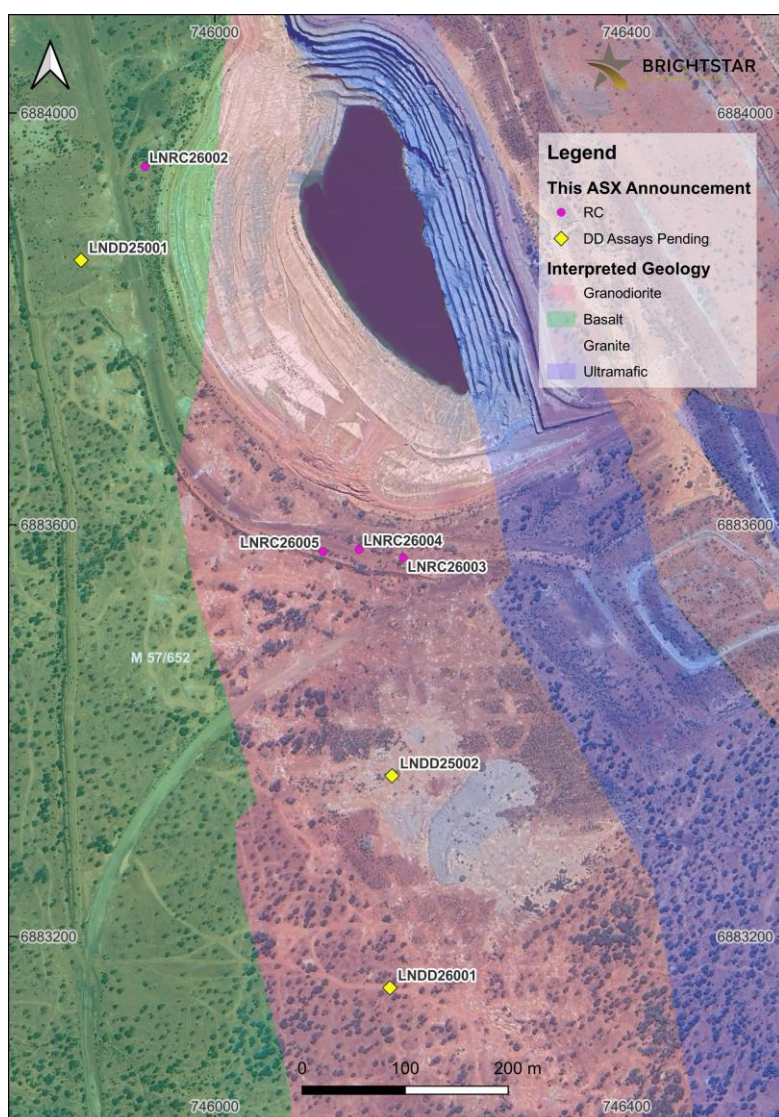 746000
746400
BRIGHTSTAR
6884000
6884000
LNRC26002
LNDD25001
Legend
This ASX Announcement
RC
DD Assays Pending
Interpreted Geology
Granodiorite
Basalt
Granite
Ultramafic
6883600
6883600
LNRC26005
LNRC26004
LNRC26003
M 57/652
LNDD25002
6883200
6883200
LNDD26001
0
100
200 m
746000
746400